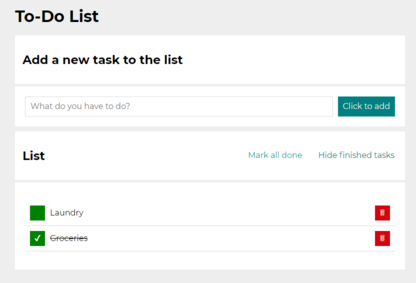 To-Do List
Add a new task to the list
What do you have to do?
Click to add
List
Mark all done
Hide finished tasks
Laundry
Groceries